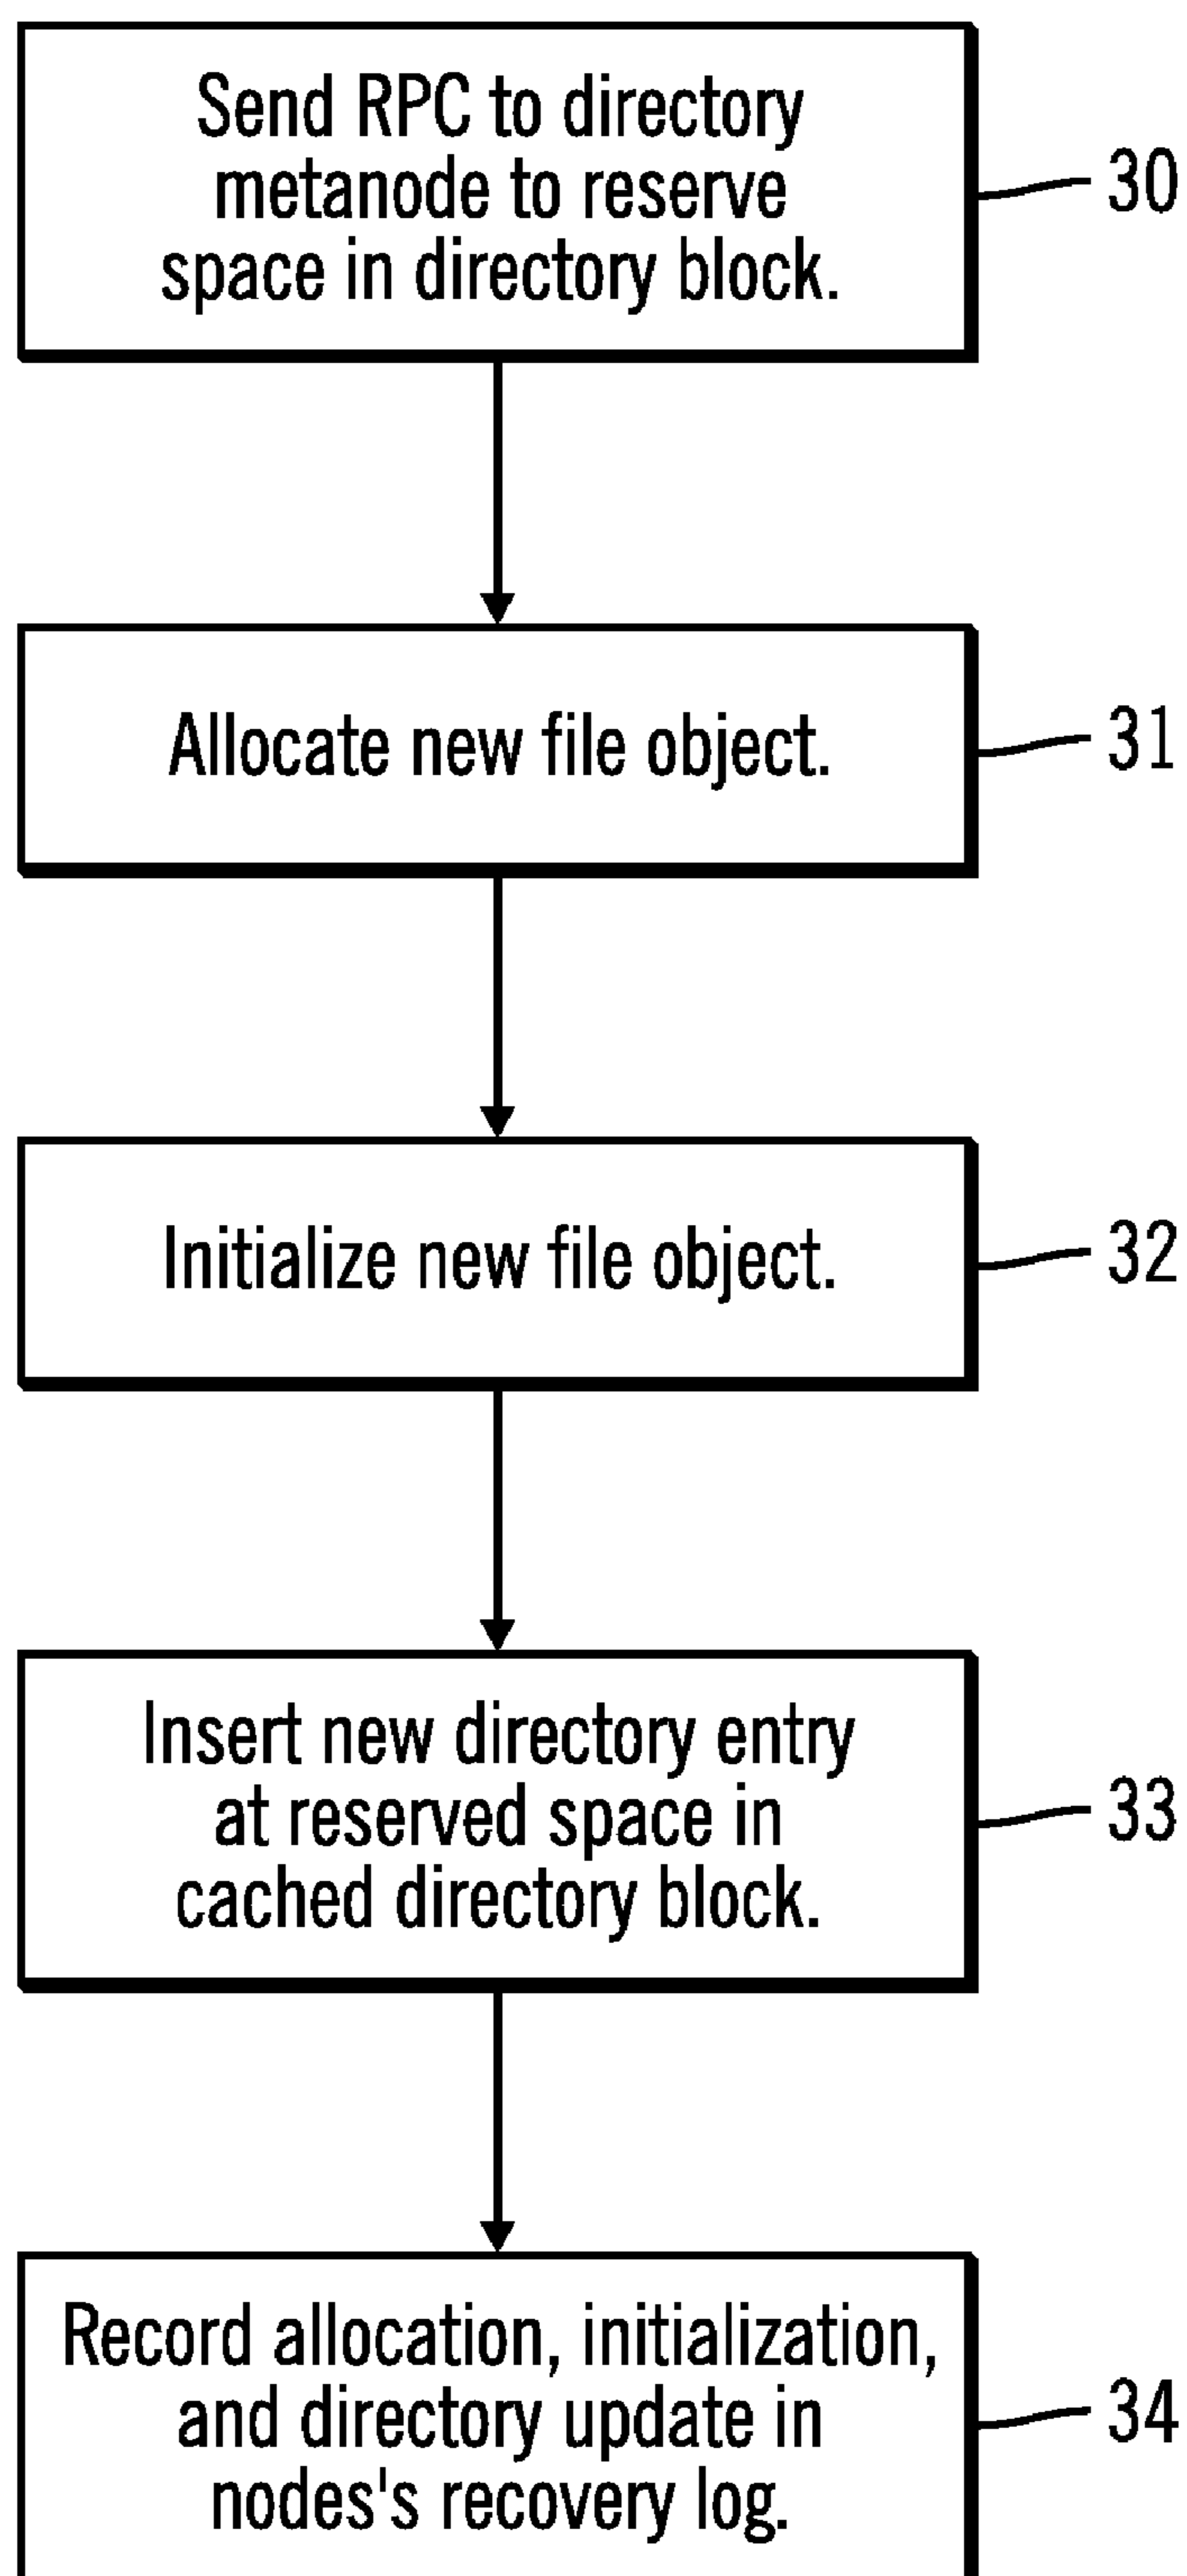 Send RPC to directory
metanode to reserve
space in directory block.
30
Allocate new file object.
31
Initialize new file object.
32
Insert new directory entry
at reserved space in
cached directory block.
33
Record allocation, initialization,
and directory update in
nodes's recovery log.
34